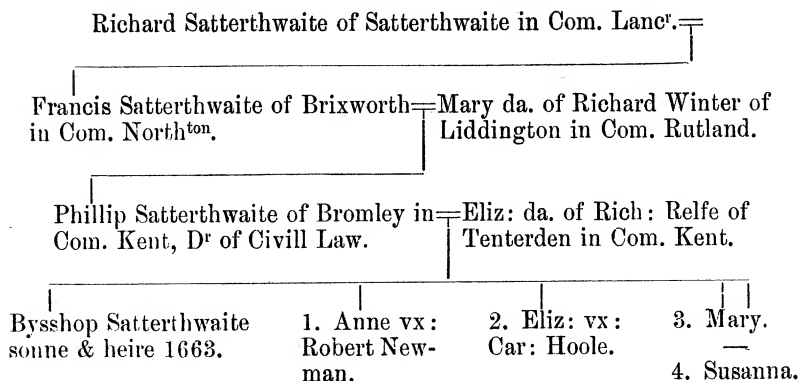 Richard Satterthwaite of Satterthwaite in Com. Lancʳ.
Francis Satterthwaite of Brixworth
in Com. Northᵗᵒⁿ.
Mary da. of Richard Winter of
Liddington in Com. Rutland.
Phillip Satterthwaite of Bromley in
Com. Kent, Dʳ of Civill Law.
Eliz: da. of Rich: Relfe of
Tenterden in Com. Kent.
Bysshop Satterthwaite
sonne & heire 1663.
1. Anne vx:
Robert New-
man.
2. Eliz: vx:
Car: Hoole.
3. Mary.
4. Susanna.